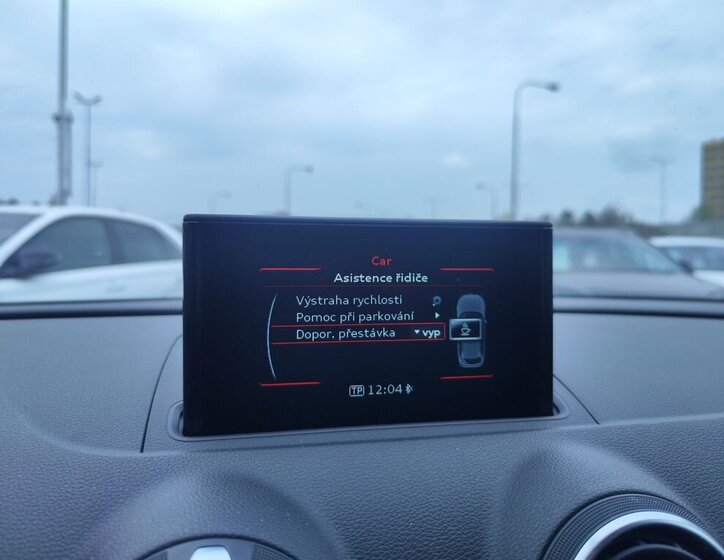 Car
Asistence řidiče
Výstraha rychlosti
Pomoc při parkování
Dopor. přestávka vyp
TP 12:04